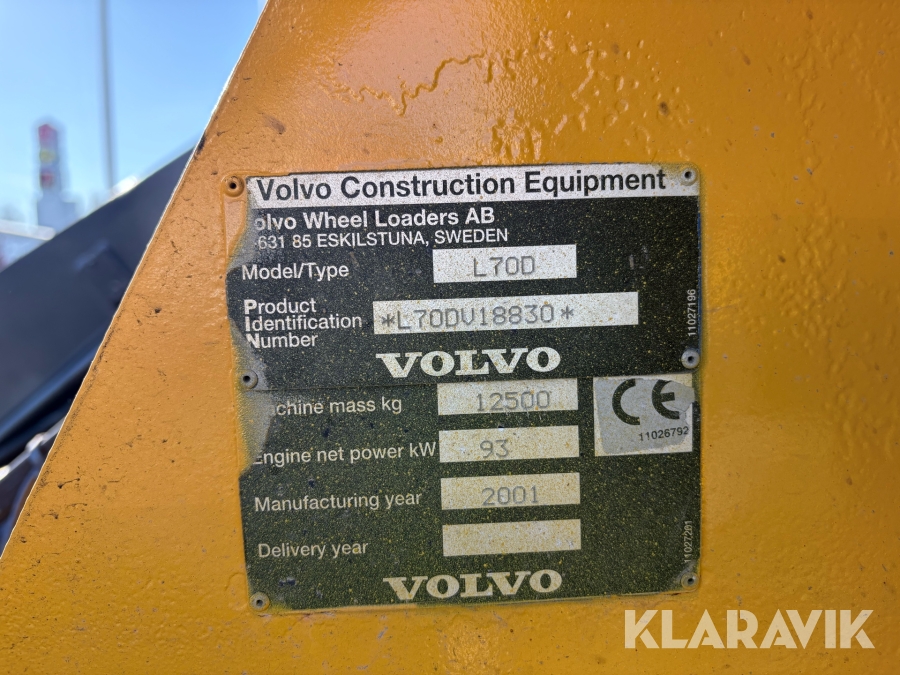 Volvo Construction Equipment
olvo Wheel Loaders AB
631 85 ESKILSTUNA, SWEDEN
Model/Type L70D
Product
Identification
Number
*L70DV18830*
11027196
VOLVO
achine mass kg 12500
CE
11026792
Engine net power kW 93
Manufacturing year 2001
Delivery year
11027201
VOLVO
KLARAVIK